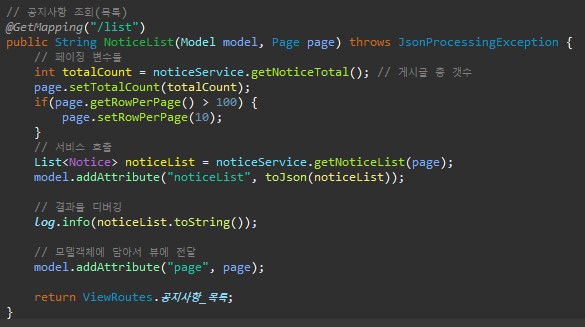 // 공지사항 조회(목록)
@GetMapping("/list")
public String NoticeList(Model model, Page page) throws JsonProcessingException {
    // 페이징 변수들
    int totalCount = noticeService.getNoticeTotal(); // 게시글 총 갯수
    page.setTotalCount(totalCount);
    if(page.getRowPerPage() > 100) {
        page.setRowPerPage(10);
    }
    // 서비스 호출
    List<Notice> noticeList = noticeService.getNoticeList(page);
    model.addAttribute("noticeList", toJson(noticeList));

    // 결과물 디버깅
    log.info(noticeList.toString());

    // 모델객체에 담아서 뷰에 전달
    model.addAttribute("page", page);

    return ViewRoutes.공지사항_목록;
}